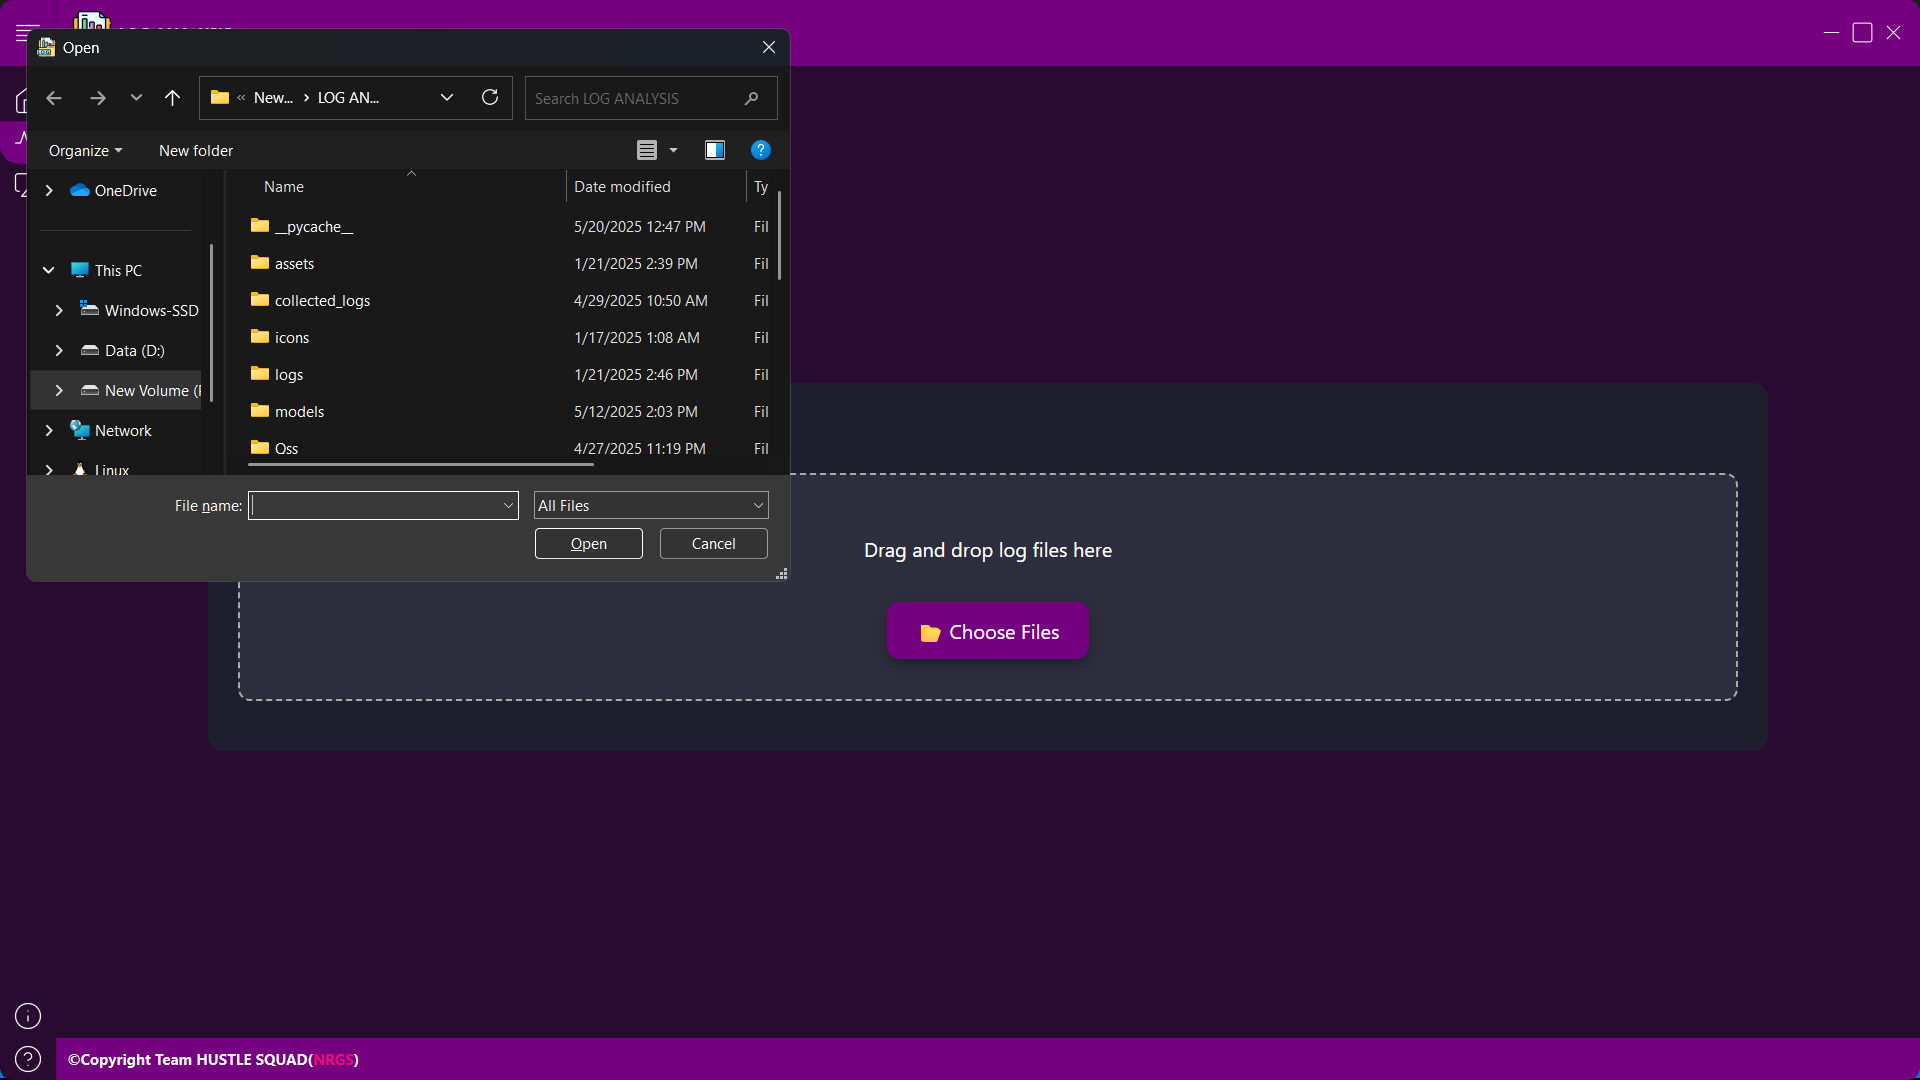 Open
New... › LOG AN...
Search LOG ANALYSIS
Organize
New folder
OneDrive
This PC
Windows-SSD
Data (D:)
New Volume (
Network
Linux
Name Date modified Ty
__pycache__ 5/20/2025 12:47 PM Fil
assets 1/21/2025 2:39 PM Fil
collected_logs 4/29/2025 10:50 AM Fil
icons 1/17/2025 1:08 AM Fil
logs 1/21/2025 2:46 PM Fil
models 5/12/2025 2:03 PM Fil
Oss 4/27/2025 11:19 PM Fil
File name:
All Files
Open
Cancel
Drag and drop log files here
Choose Files
©Copyright Team HUSTLE SQUAD(NRGS)